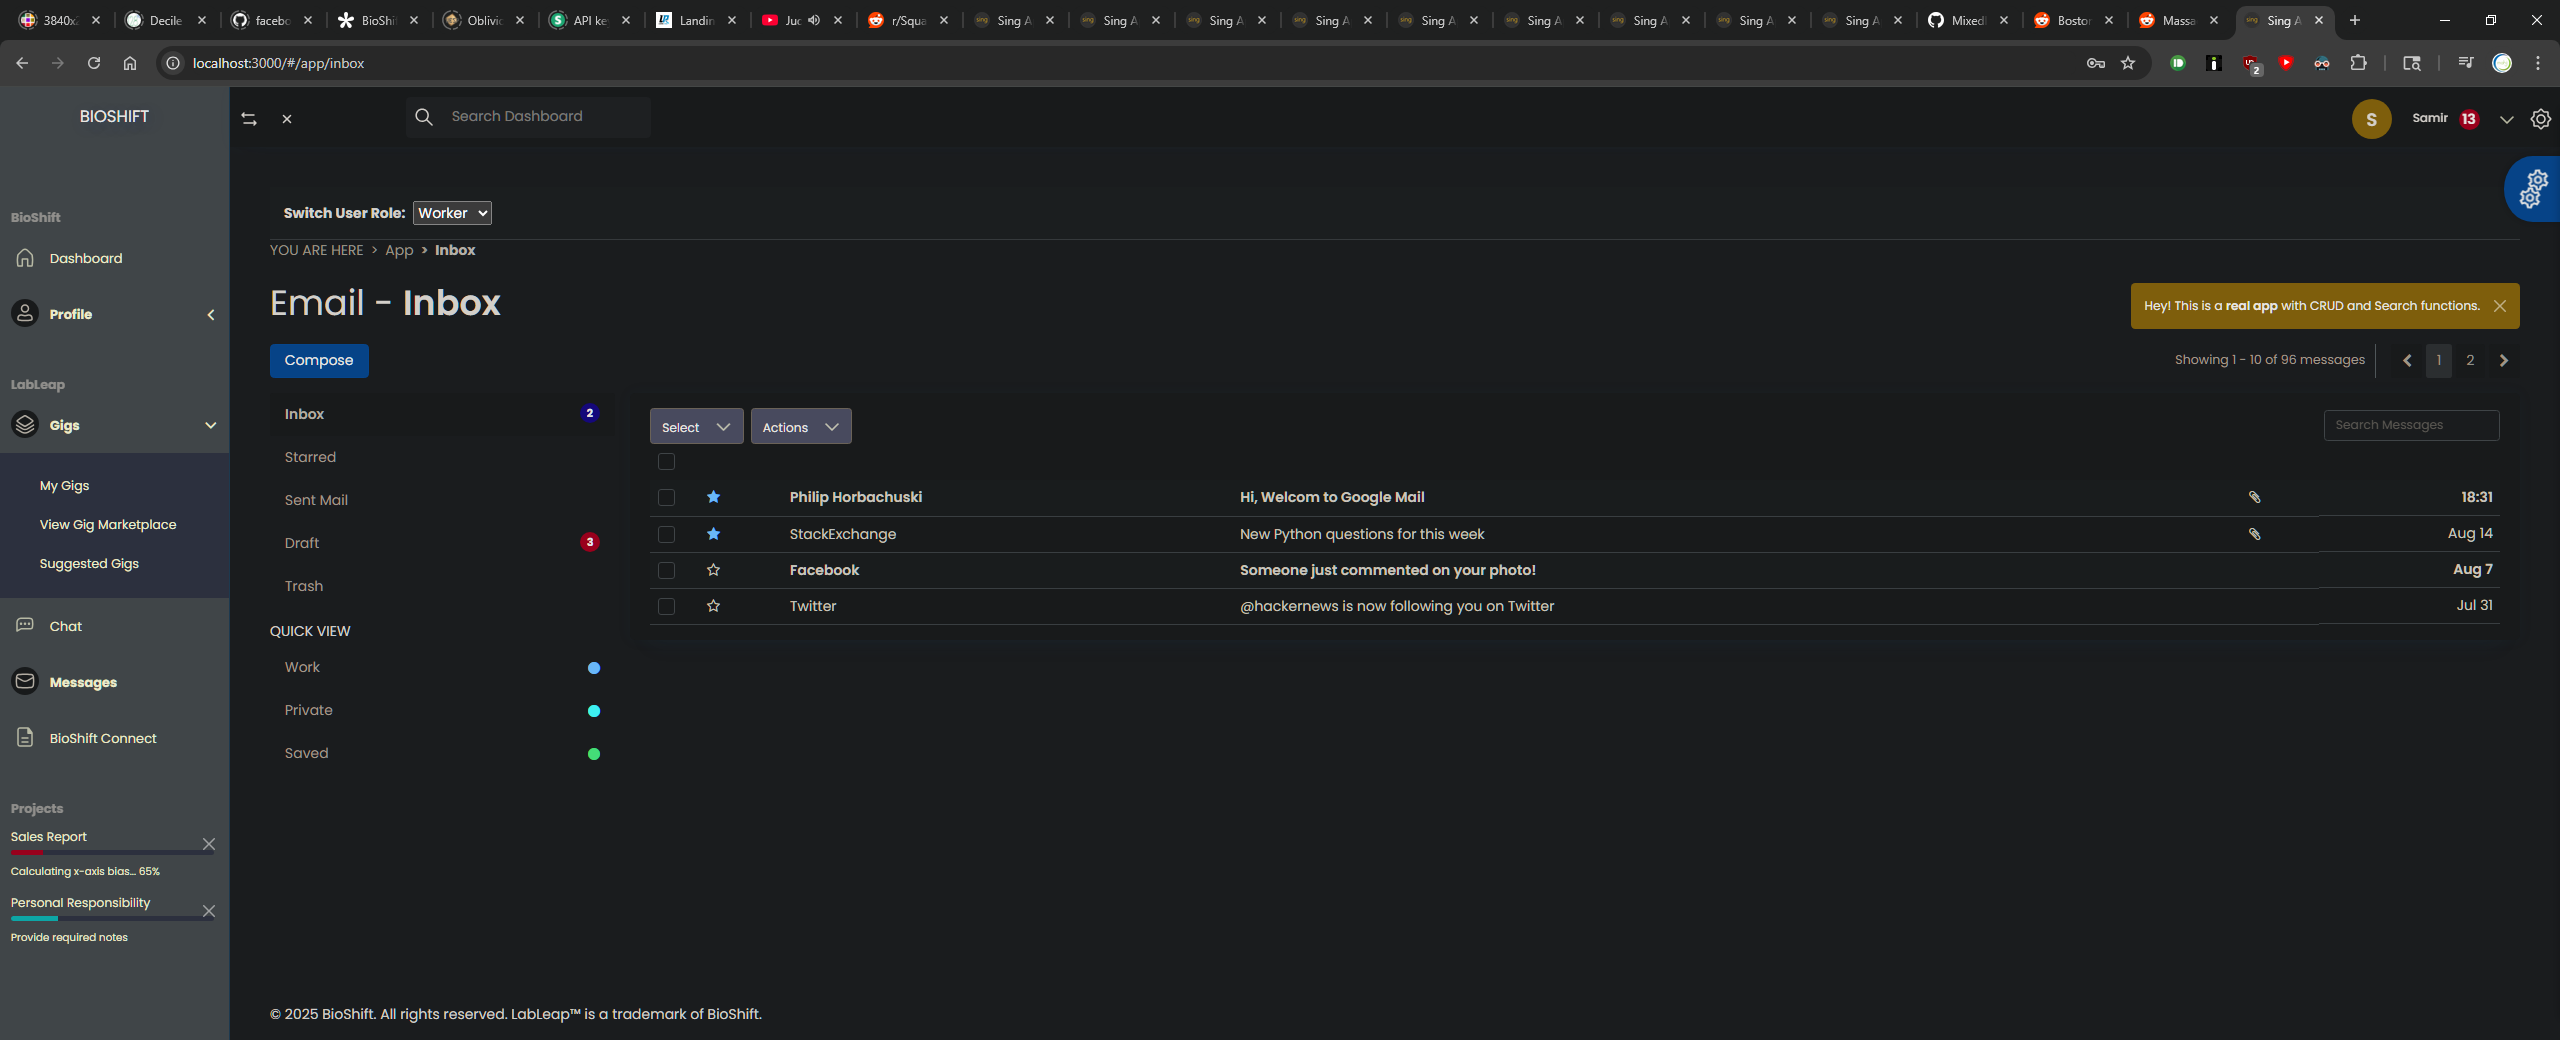 3840x2
Decile
facebo
BioShif
Oblivio
API ke
Landin
Juc
r/Squa
Sing A
Sing A
Sing A
Sing A
Sing A
Sing A
Sing A
Sing A
Sing A
Mixed
Bostor
Massa
Sing A
localhost:3000/#/app/inbox
2
BIOSHIFT
Search Dashboard
S
Samir
13
BioShift
Dashboard
Profile
LabLeap
Gigs
My Gigs
View Gig Marketplace
Suggested Gigs
Chat
Messages
BioShift Connect
Projects
Sales Report
Calculating x-axis bias... 65%
Personal Responsibility
Provide required notes
Switch User Role: Worker
YOU ARE HERE > App > Inbox
Email - Inbox
Hey! This is a real app with CRUD and Search functions.
Compose
Showing 1 - 10 of 96 messages
1
2
Inbox 2
Starred
Sent Mail
Draft 3
Trash
QUICK VIEW
Work
Private
Saved
Select
Actions
Search Messages
Philip Horbachuski Hi, Welcom to Google Mail 18:31
StackExchange New Python questions for this week Aug 14
Facebook Someone just commented on your photo! Aug 7
Twitter @hackernews is now following you on Twitter Jul 31
© 2025 BioShift. All rights reserved. LabLeap™ is a trademark of BioShift.